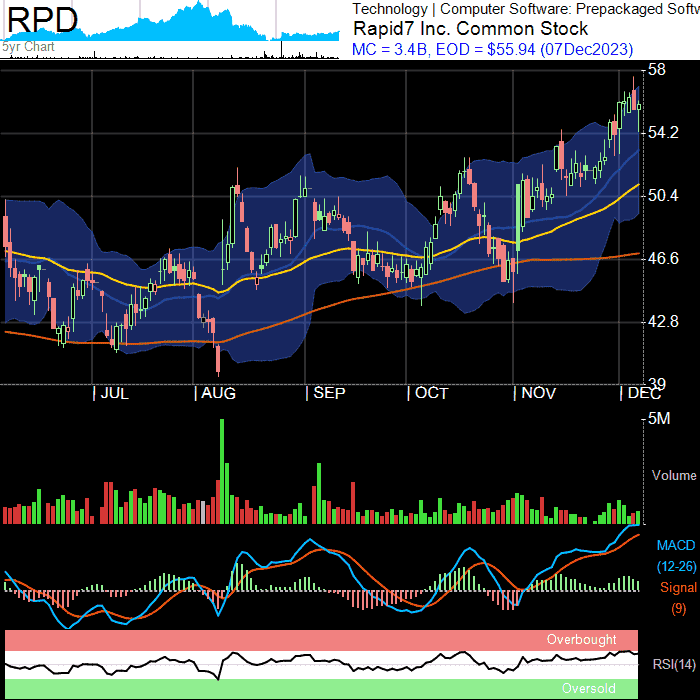 RPD
5yr Chart
Technology | Computer Software: Prepackaged Softw
Rapid7 Inc. Common Stock
MC = 3.4B, EOD = $55.94 (07Dec2023)
58
54.2
50.4
46.6
42.8
39
| JUL | AUG | SEP | OCT | NOV | DEC
5M
Volume
MACD
(12-26)
Signal
(9)
Overbought
RSI(14)
Oversold